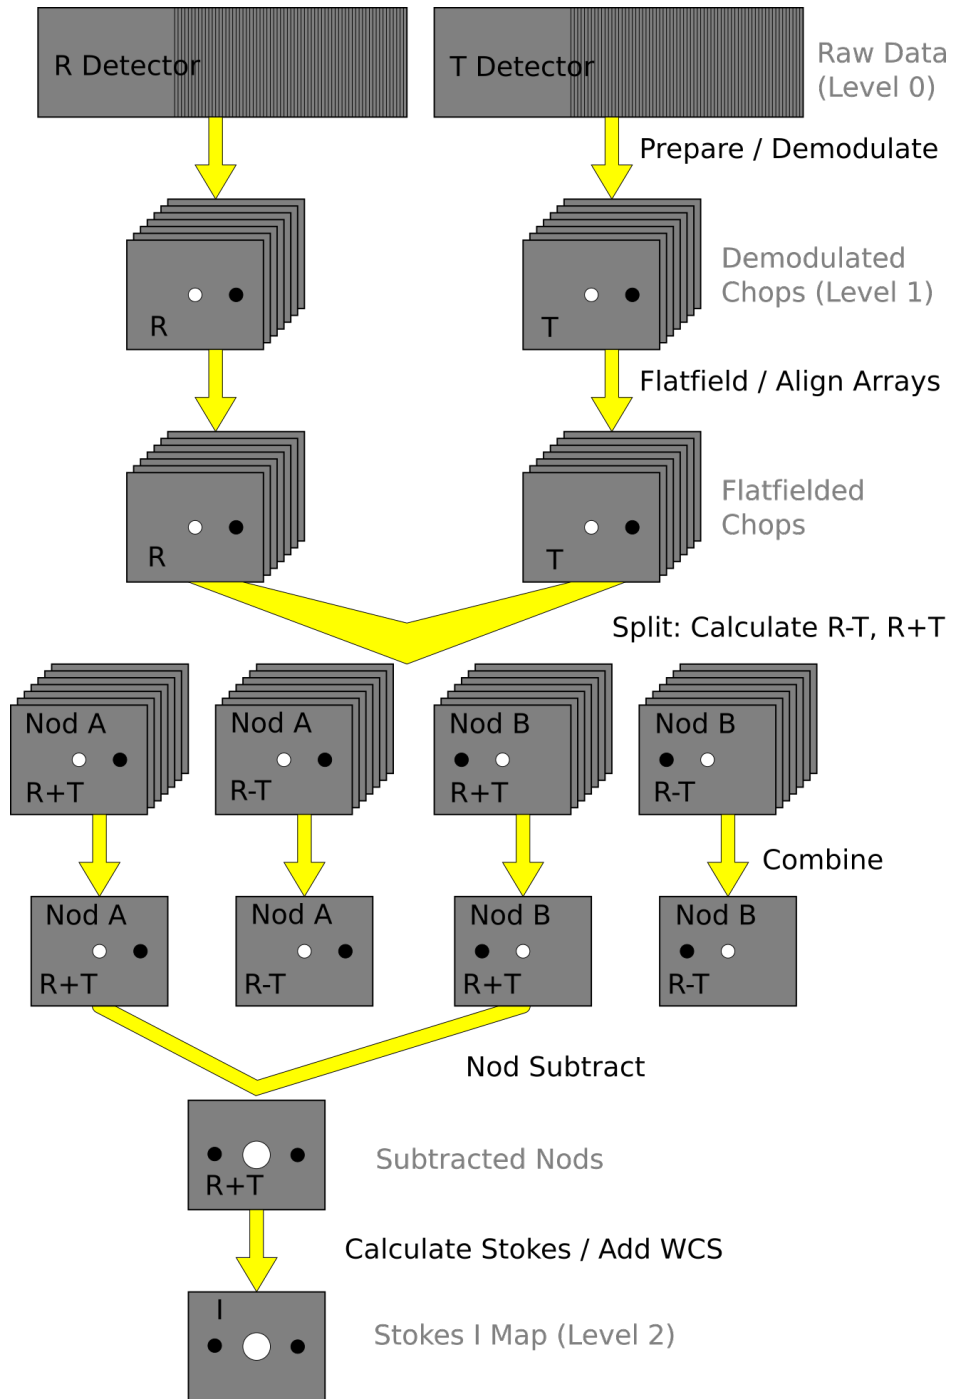 R Detector
T Detector
Raw Data
(Level 0)
Prepare / Demodulate
Demodulated
Chops (Level 1)
R
T
Flatfield / Align Arrays
Flatfielded
Chops
R
T
Split: Calculate R-T, R+T
Nod A
R+T
Nod A
R-T
Nod B
R+T
Nod B
R-T
Combine
Nod A
R+T
Nod A
R-T
Nod B
R+T
Nod B
R-T
Nod Subtract
Subtracted Nods
R+T
Calculate Stokes / Add WCS
I
Stokes I Map (Level 2)